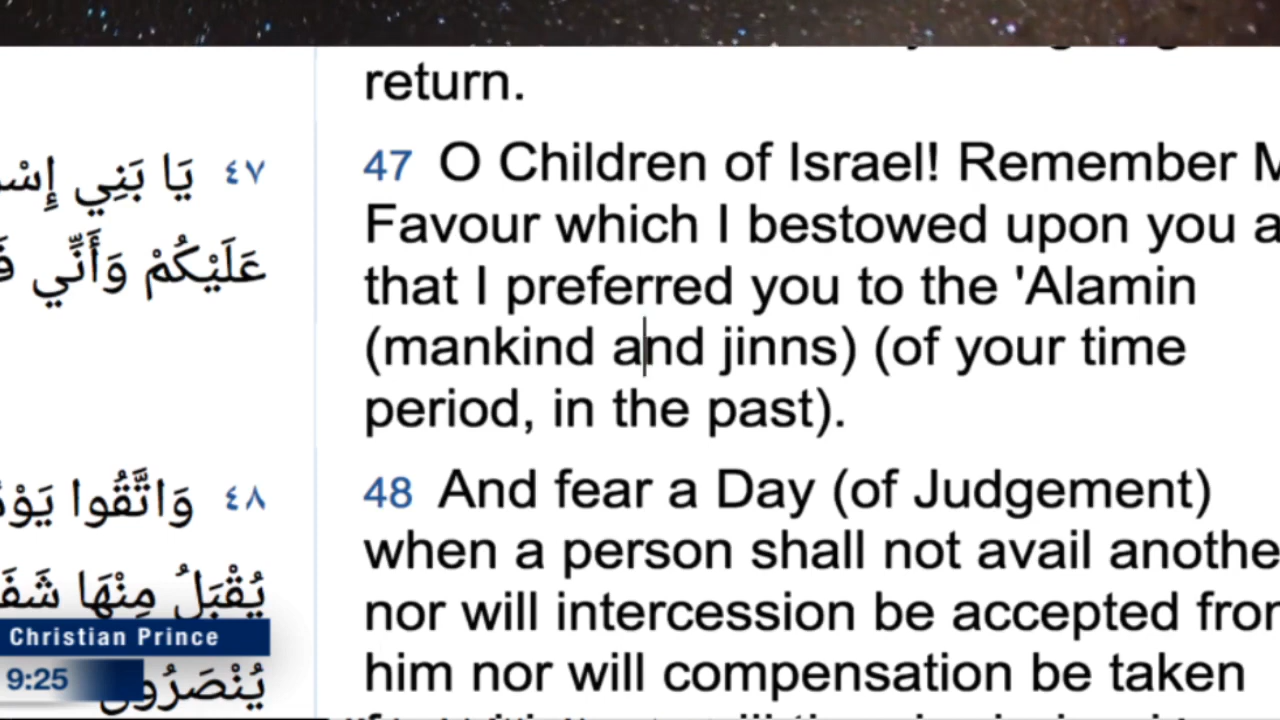 return.
47 O Children of Israel! Remember
Favour which I bestowed upon you
that I preferred you to the 'Alamin
(mankind and jinns) (of your time
period, in the past).
٤٧ يَا بَنِي
عَلَيْكُمْ وَأَنِّي
48 And fear a Day (of Judgement)
when a person shall not avail
nor will intercession be accepted
him nor will compensation be taken
٤٨ وَاتَّقُوا
يُقْبَلُ مِنْهَا
يُنْصَرُونَ
Christian Prince
9:25